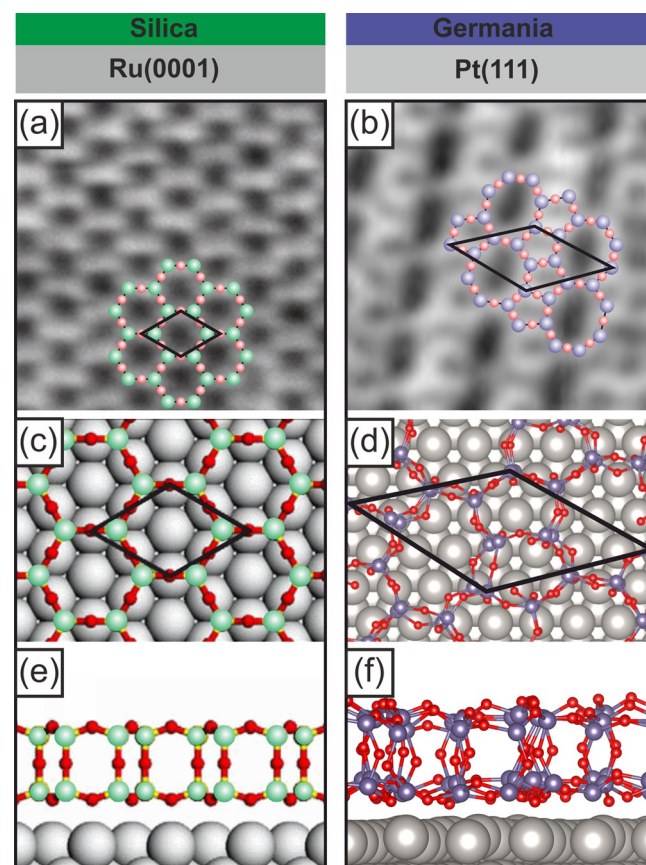 Silica
Germania
Ru(0001)
Pt(111)
(a)
(b)
(c)
(d)
(e)
(f)